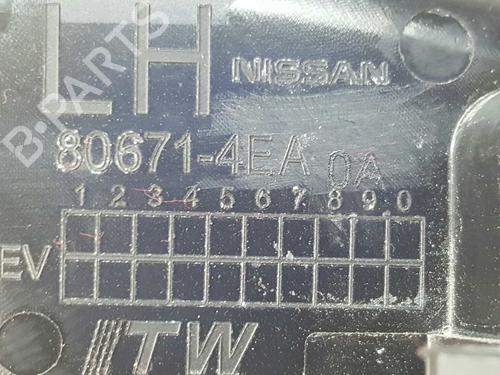 LH NISSAN
B-PARTS
80671-4EA 0A
1 2 3 4 5 6 7 8 9 0
EV
ITW